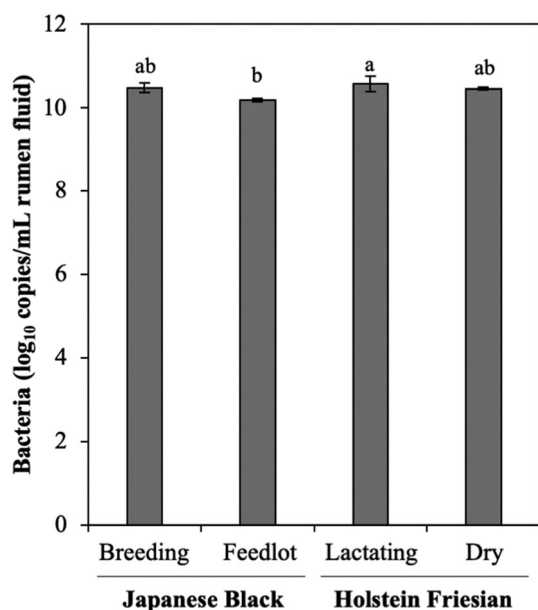 Bacteria (log₁₀ copies/mL rumen fluid)
12
10
8
6
4
2
0
ab
b
a
ab
Breeding Feedlot Lactating Dry
Japanese Black Holstein Friesian